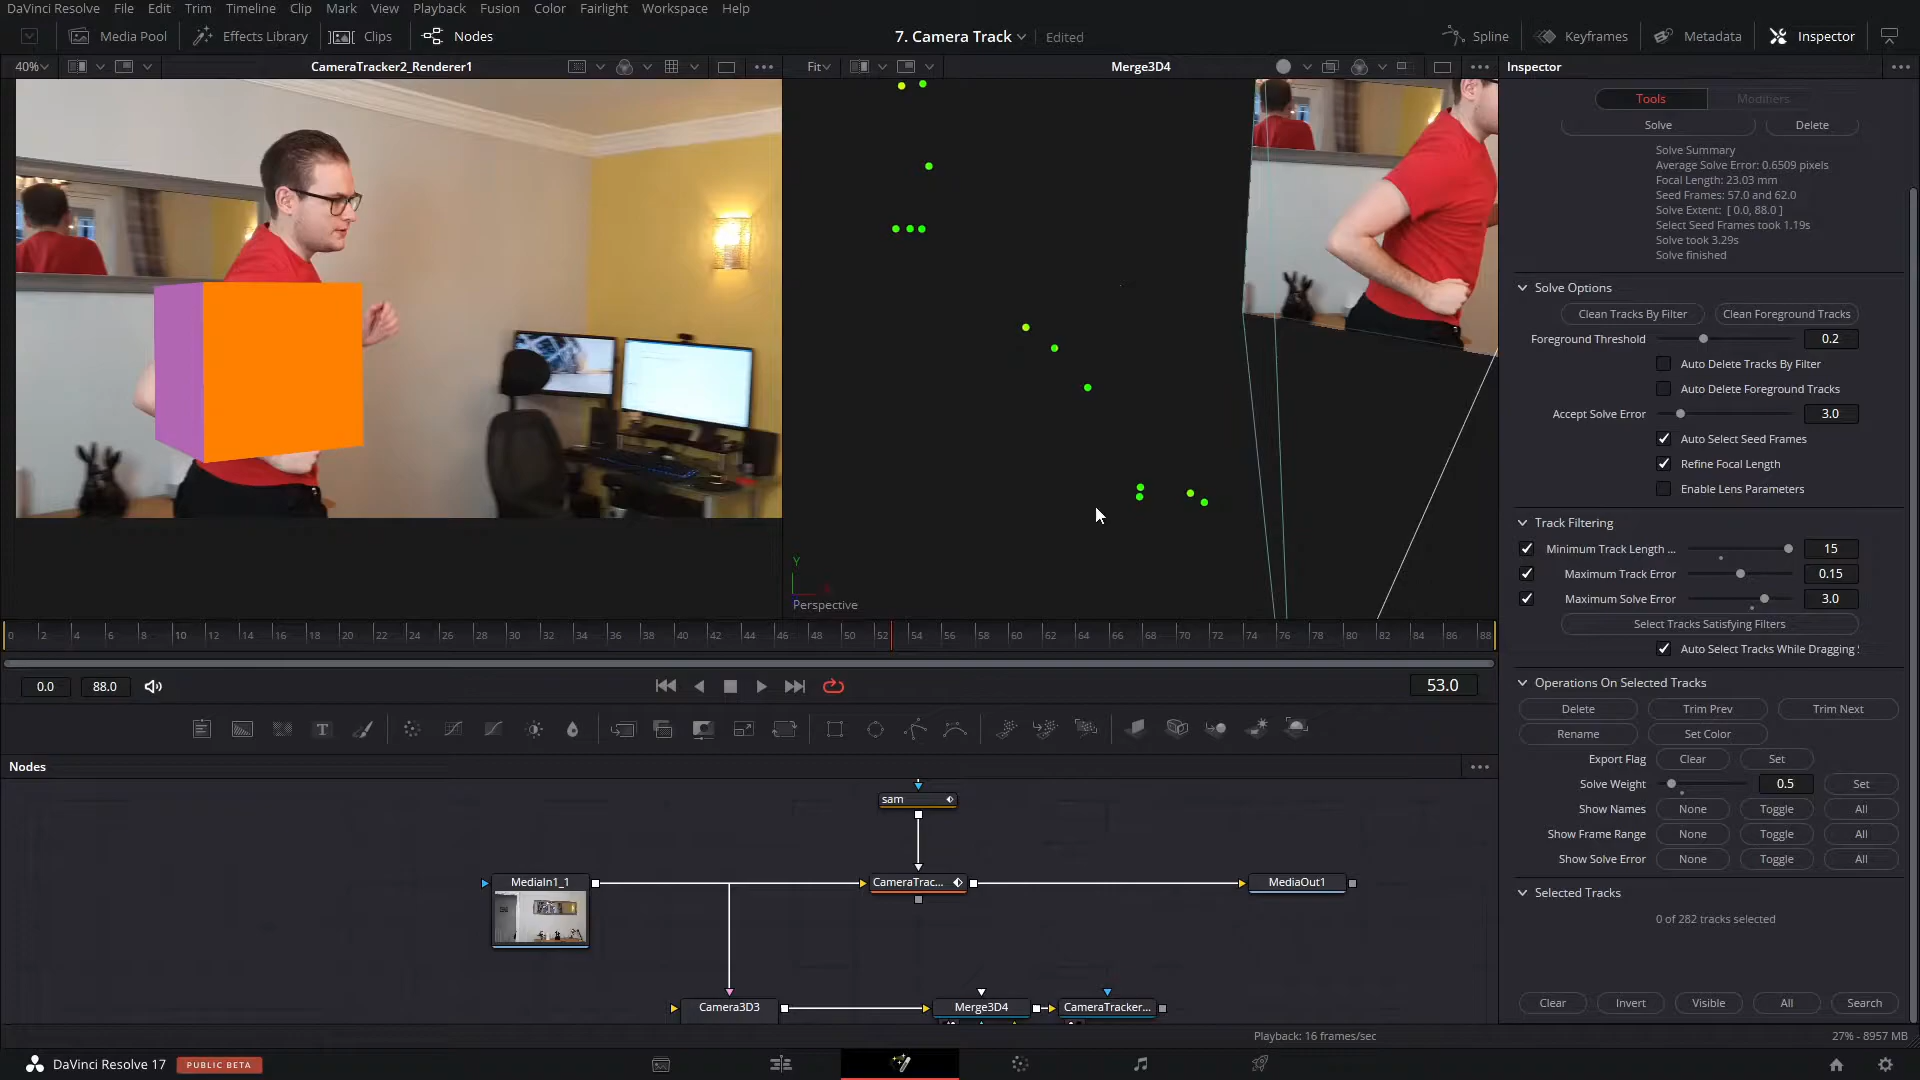 DaVinci Resolve File Edit Trim Timeline Clip Mark View Playback Fusion Color Fairlight Workspace Help
Media Pool Effects Library Clips Nodes 7. Camera Track Edited Spline Keyframes Metadata Inspector
40% CameraTracker2_Renderer1 Fit Merge3D4 Inspector
Tools Modifiers
Solve Delete
Solve Summary
Average Solve Error: 0.6509 pixels
Focal Length: 23.03 mm
Seed Frames: 57.0 and 62.0
Solve Extent: [ 0.0, 88.0 ]
Select Seed Frames took 1.19s
Solve took 3.29s
Solve finished
Solve Options
Clean Tracks By Filter Clean Foreground Tracks
Foreground Threshold 0.2
Auto Delete Tracks By Filter
Auto Delete Foreground Tracks
Accept Solve Error 3.0
Auto Select Seed Frames
Refine Focal Length
Enable Lens Parameters
Track Filtering
Minimum Track Length ... 15
Maximum Track Error 0.15
Maximum Solve Error 3.0
Select Tracks Satisfying Filters
Auto Select Tracks While Dragging
Y
Perspective
0 2 4 6 8 10 12 14 16 18 20 22 24 26 28 30 32 34 36 38 40 42 44 46 48 50 52 54 56 58 60 62 64 66 68 70 72 74 76 78 80 82 84 86 88
0.0 88.0 53.0
Operations On Selected Tracks
Delete Trim Prev Trim Next
Rename Set Color
Export Flag Clear Set
Solve Weight 0.5 Set
Show Names None Toggle All
Show Frame Range None Toggle All
Show Solve Error None Toggle All
Selected Tracks
0 of 282 tracks selected
Clear Invert Visible All Search
T
Nodes
sam
MediaIn1_1 CameraTrac... MediaOut1
Camera3D3 Merge3D4 CameraTracker...
Playback: 16 frames/sec 27% - 8957 MB
DaVinci Resolve 17 PUBLIC BETA